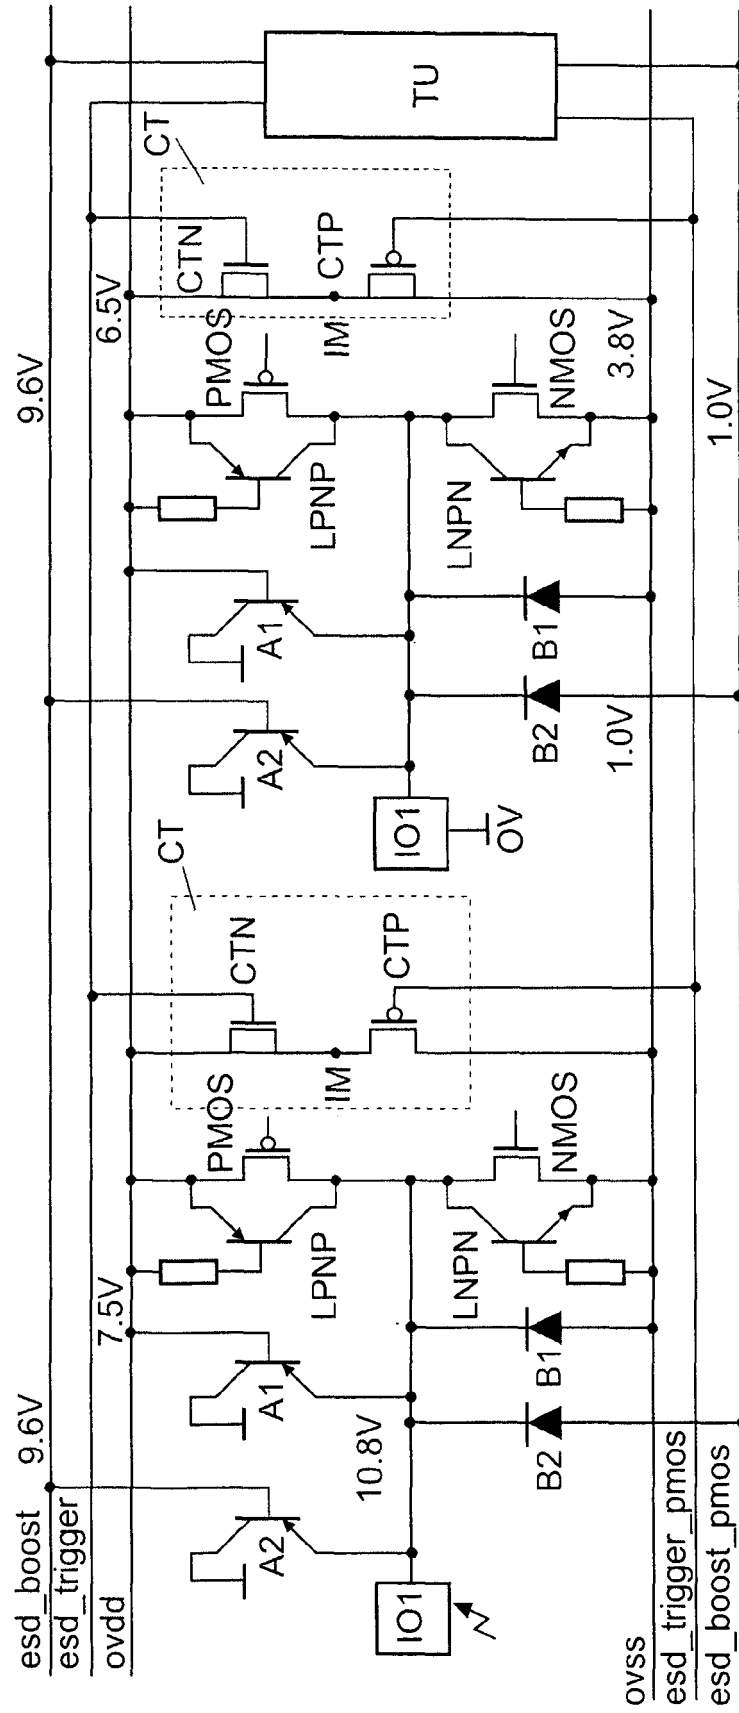 esd_boost
9.6V
9.6V
esd_trigger
ovdd
7.5V
6.5V
CT
CT
TU
A2
A1
LPNP
PMOS
CTN
IM
CTP
A2
A1
LPNP
PMOS
CTN
IM
CTP
10.8V
IO1
B2
B1
LNPN
NMOS
IO1
OV
B2
B1
LNPN
NMOS
1.0V
3.8V
1.0V
ovss
esd_trigger_pmos
esd_boost_pmos